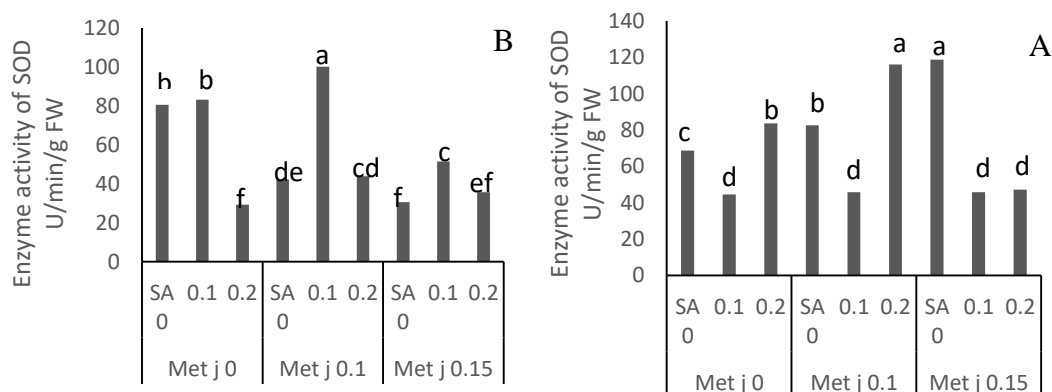 B
Enzyme activity of SOD
U/min/g FW
120
100
80
60
40
20
0
b
b
f
de
a
cd
f
c
ef
SA 0.1 0.2 SA 0.1 0.2 SA 0.1 0.2
0 0 0
Met j 0 Met j 0.1 Met j 0.15
A
Enzyme activity of SOD
U/min/g FW
140
120
100
80
60
40
20
0
c
d
b
b
d
a
a
d
d
SA 0.1 0.2 SA 0.1 0.2 SA 0.1 0.2
0 0 0
Met j 0 Met j 0.1 Met j 0.15